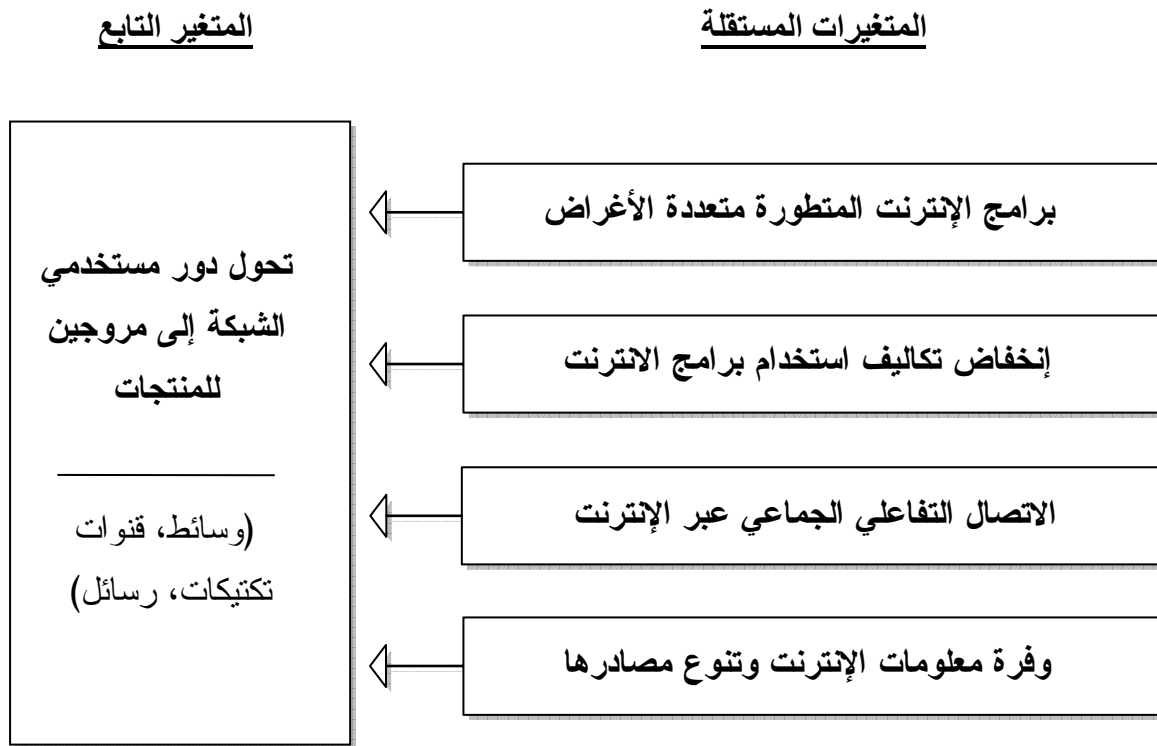 المتغيرات المستقلة
المتغير التابع
برامج الإنترنت المتطورة متعددة الأغراض
إنخفاض تكاليف استخدام برامج الانترنت
الاتصال التفاعلي الجماعي عبر الإنترنت
وفرة معلومات الإنترنت وتنوع مصادرها
تحول دور مستخدمي
الشبكة إلى مروجين
للمنتجات
(وسائط، قنوات
تكتيكات، رسائل)